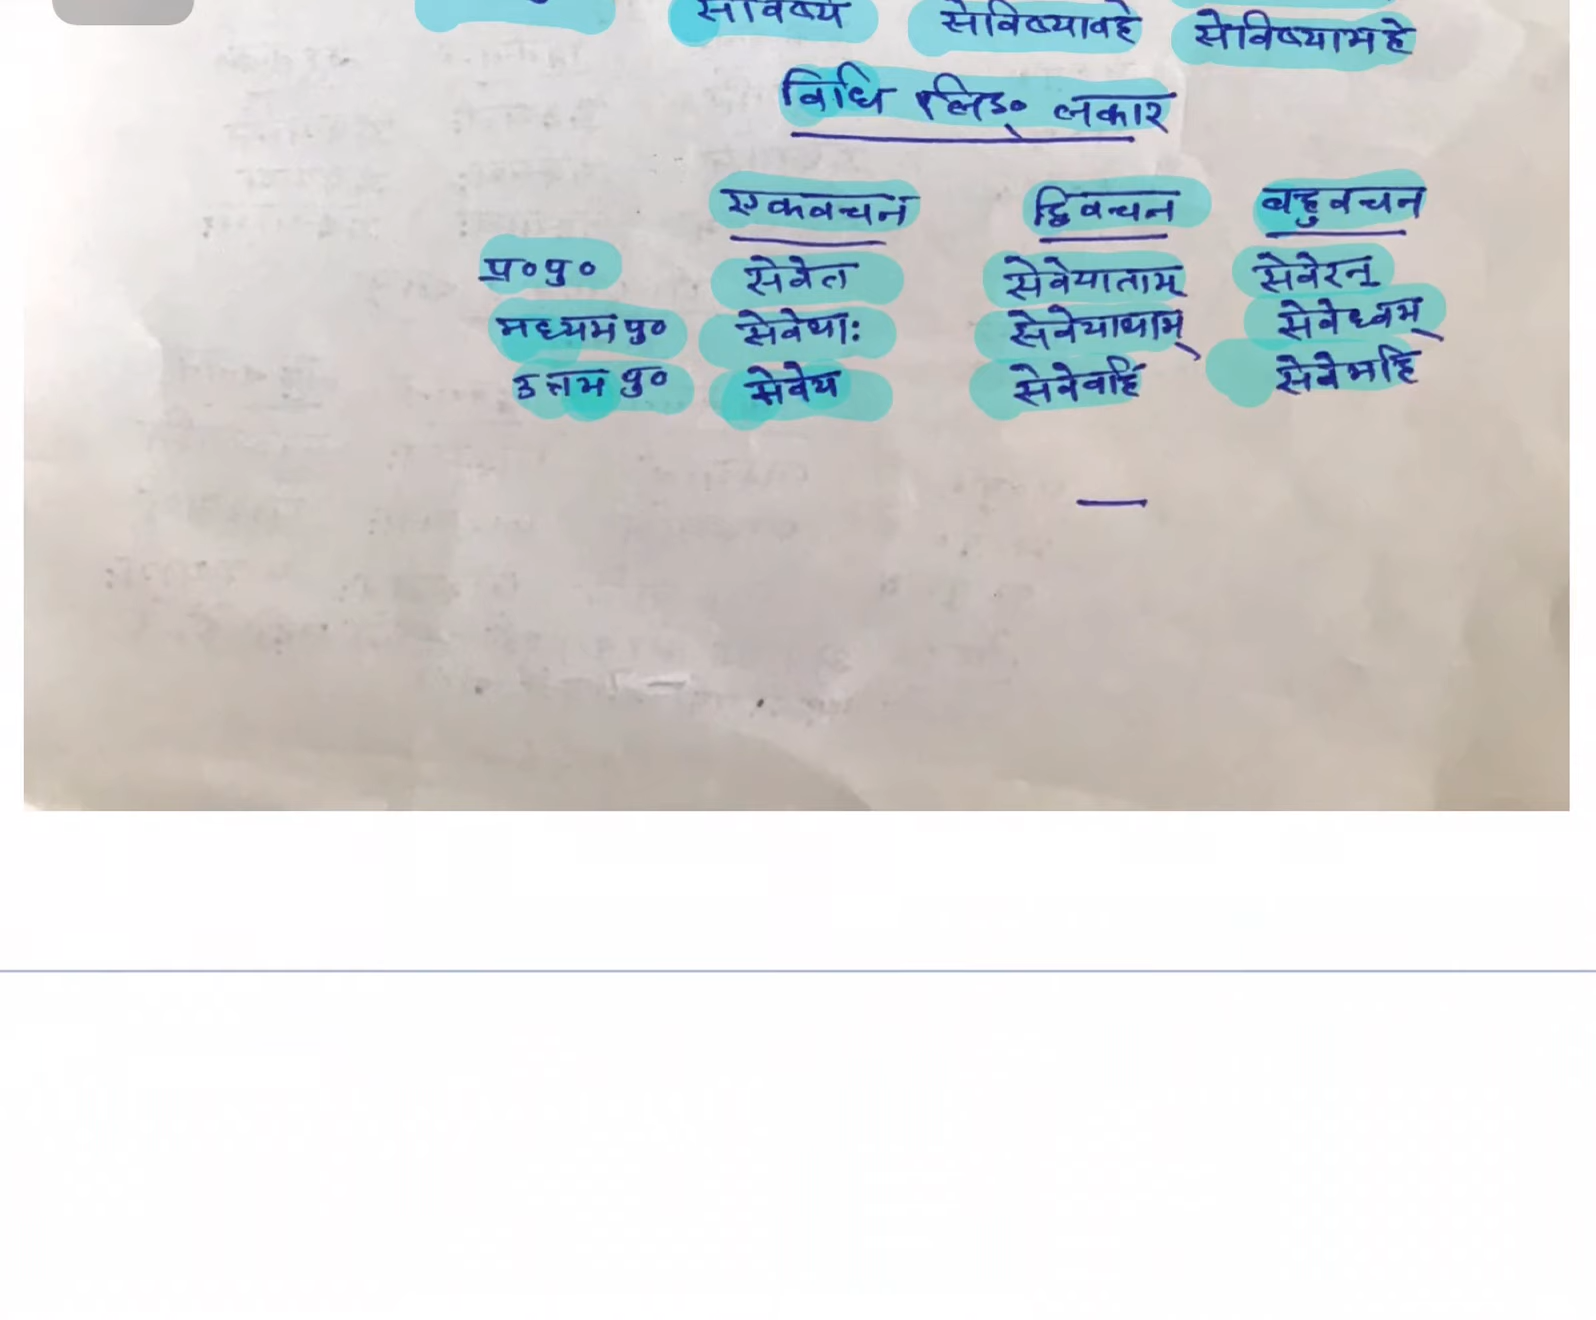 सेविष्ये सेविष्यावहे सेविष्यामहे
विधि लिङ्० लकार
एकवचन द्विवचन बहुवचन
प्र०पु० सेवेत सेवेयाताम् सेवेरन्
मध्यम पु० सेवेथाः सेवेयाथाम् सेवेध्वम्
उत्तम पु० सेवेय सेवेवहि सेवेमहि